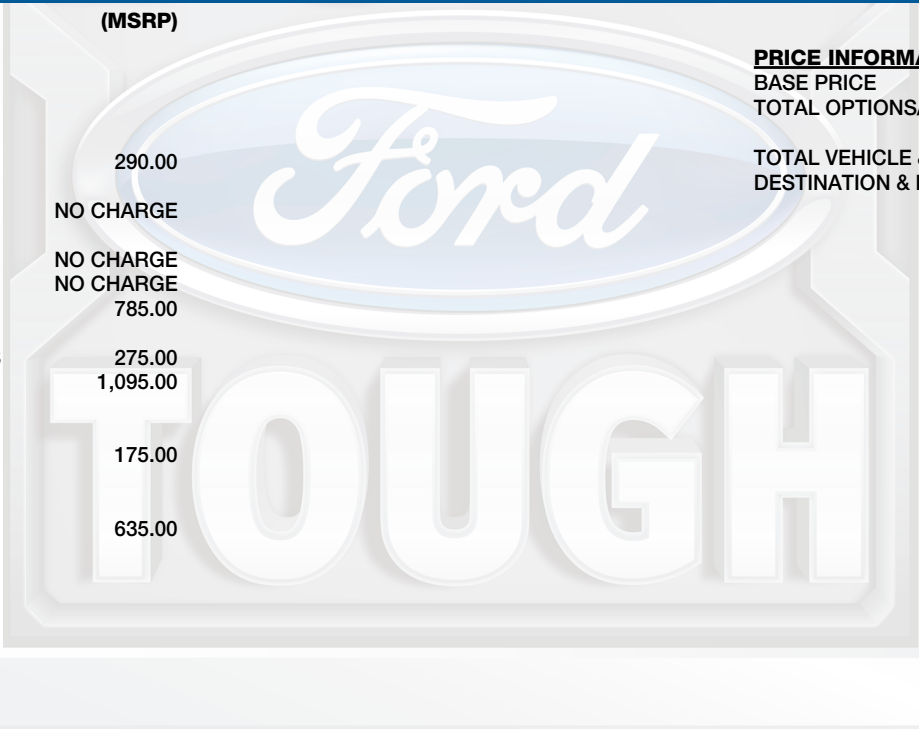 (MSRP)
290.00
NO CHARGE
NO CHARGE
NO CHARGE
785.00
275.00
1,095.00
175.00
635.00
PRICE INFORMA
BASE PRICE
TOTAL OPTIONS
TOTAL VEHICLE &
DESTINATION &
Ford
TOUGH